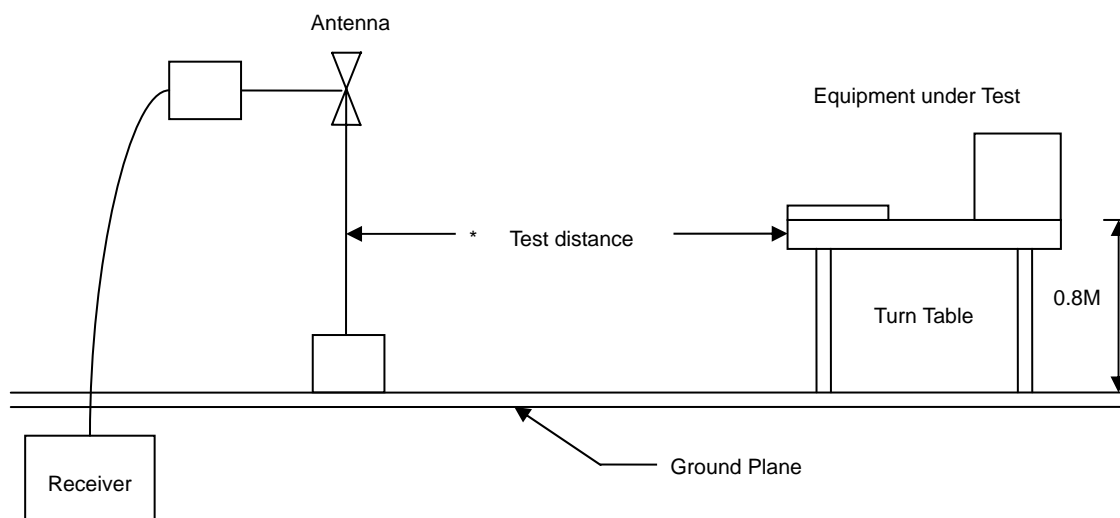 Antenna
Equipment under Test
* Test distance
0.8M
Turn Table
Ground Plane
Receiver